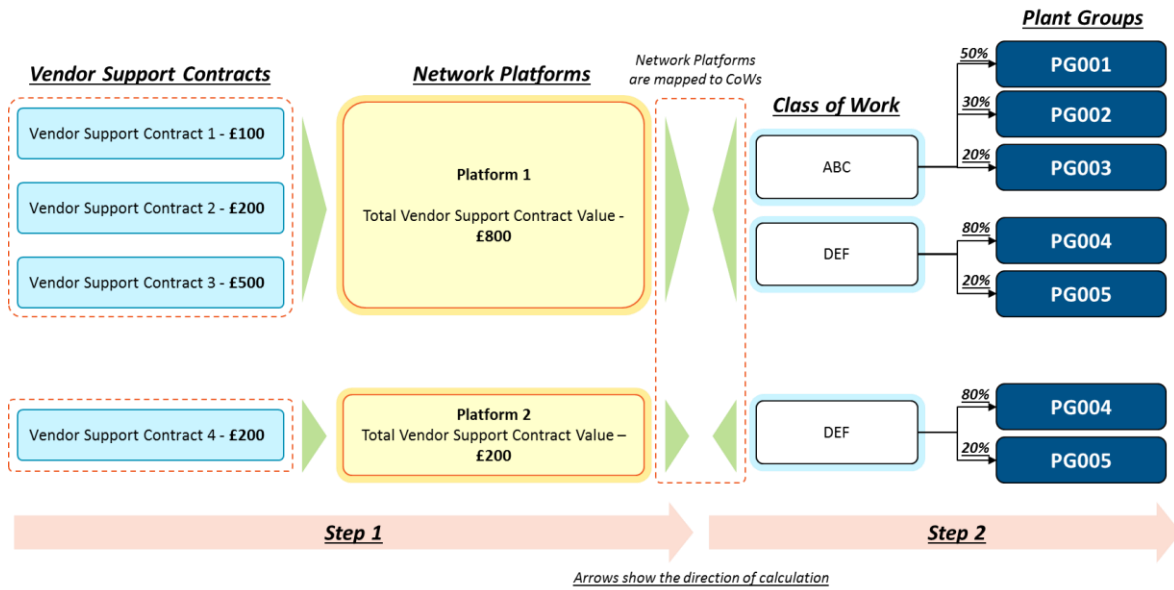 Plant Groups
Network Platforms
are mapped to CoWs
Vendor Support Contracts
Network Platforms
Class of Work
Vendor Support Contract 1 - £100
Vendor Support Contract 2 - £200
Vendor Support Contract 3 - £500
Platform 1
Total Vendor Support Contract Value -
£800
ABC
50%
PG001
30%
PG002
20%
PG003
DEF
80%
PG004
20%
PG005
Vendor Support Contract 4 - £200
Platform 2
Total Vendor Support Contract Value –
£200
DEF
80%
PG004
20%
PG005
Step 1
Step 2
Arrows show the direction of calculation